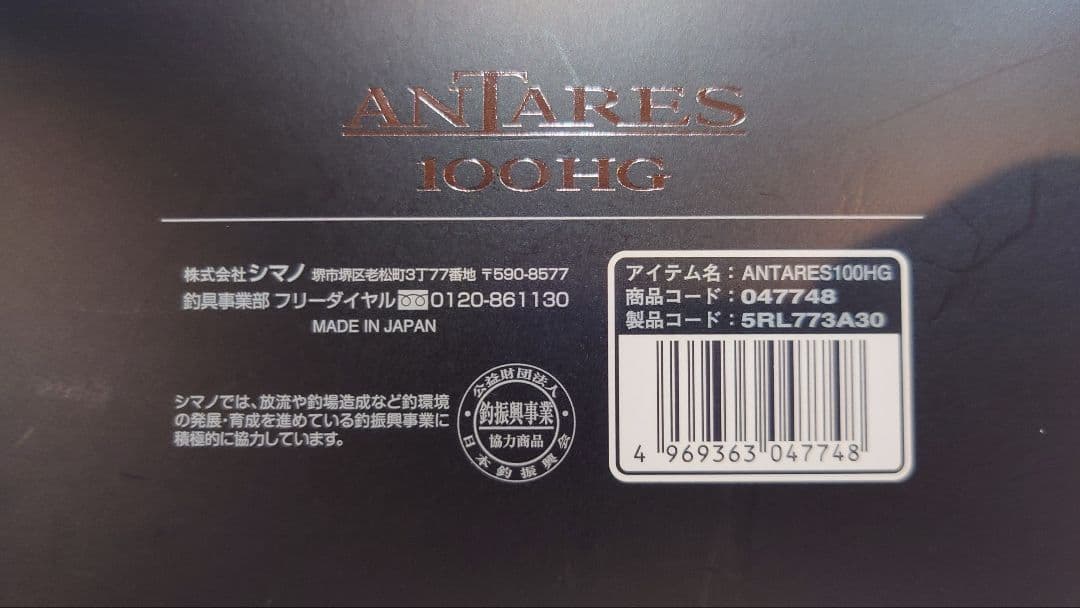 ANTARES
100HG
株式会社シマノ 堺市堺区老松町3丁77番地 〒590-8577
釣具事業部 フリーダイヤル 0120-861130
MADE IN JAPAN
シマノでは、放流や釣場造成など釣環境
の発展・育成を進めている釣振興事業に
積極的に協力しています。
公益財団法人
釣振興事業
協力商品
日本釣振興会
アイテム名：ANTARES100HG
商品コード：047748
製品コード：5RL773A30
4 969363 047748